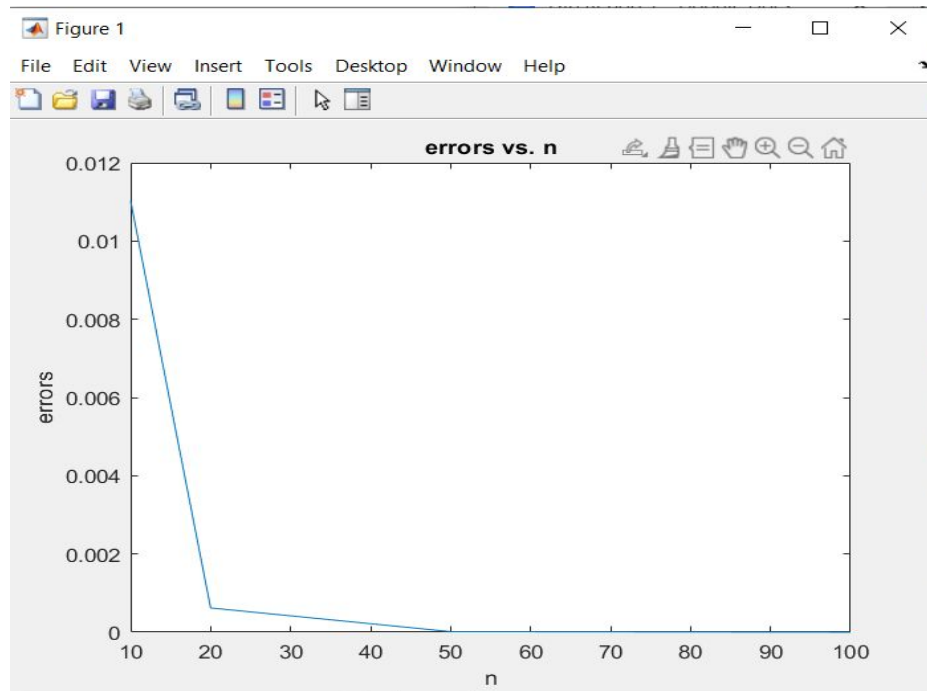 Figure 1
File Edit View Insert Tools Desktop Window Help
errors vs. n
0.012
0.01
0.008
0.006
0.004
0.002
0
errors
10 20 30 40 50 60 70 80 90 100
n